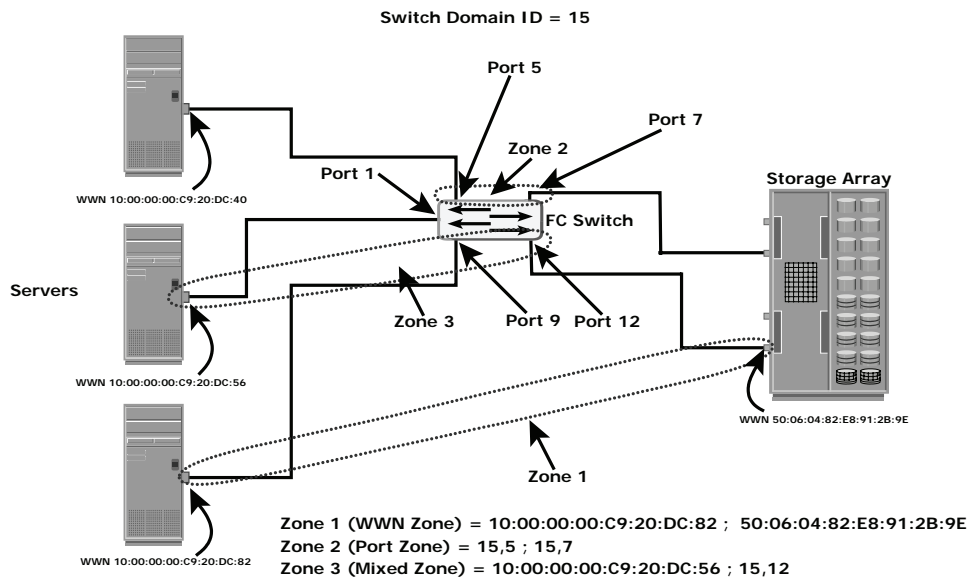 Switch Domain ID = 15
Port 5
Port 7
Zone 2
Port 1
Storage Array
WWN 10:00:00:00:C9:20:DC:40
FC Switch
Servers
Zone 3
Port 9
Port 12
WWN 10:00:00:00:C9:20:DC:56
WWN 50:06:04:82:E8:91:2B:9E
Zone 1
Zone 1 (WWN Zone) = 10:00:00:00:C9:20:DC:82 ; 50:06:04:82:E8:91:2B:9E
Zone 2 (Port Zone) = 15,5 ; 15,7
WWN 10:00:00:00:C9:20:DC:82
Zone 3 (Mixed Zone) = 10:00:00:00:C9:20:DC:56 ; 15,12